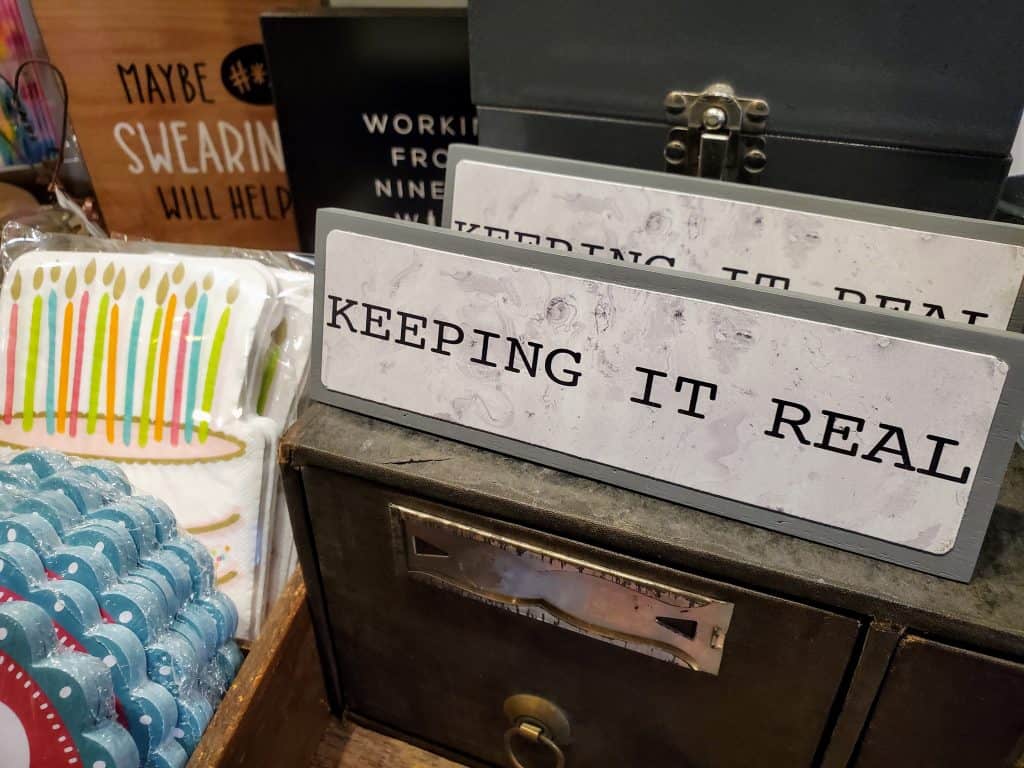 MAYBE #*
SWEARIN
WILL HELP
WORKI
FRO
NINE
KEEPING IT REAL
KEEPING IT REAL